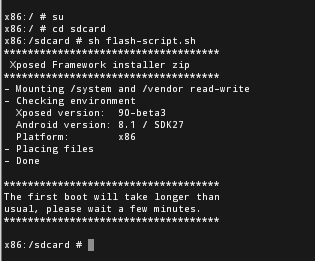 x86:/ # su
x86:/ # cd sdcard
x86:/sdcard # sh flash-script.sh
************************************
Xposed Framework installer zip
************************************
- Mounting /system and /vendor read-write
- Checking environment
Xposed version: 90-beta3
Android version: 8.1 / SDK27
Platform: x86
- Placing files
- Done
************************************
The first boot will take longer than
usual, please wait a few minutes.
************************************
x86:/sdcard #